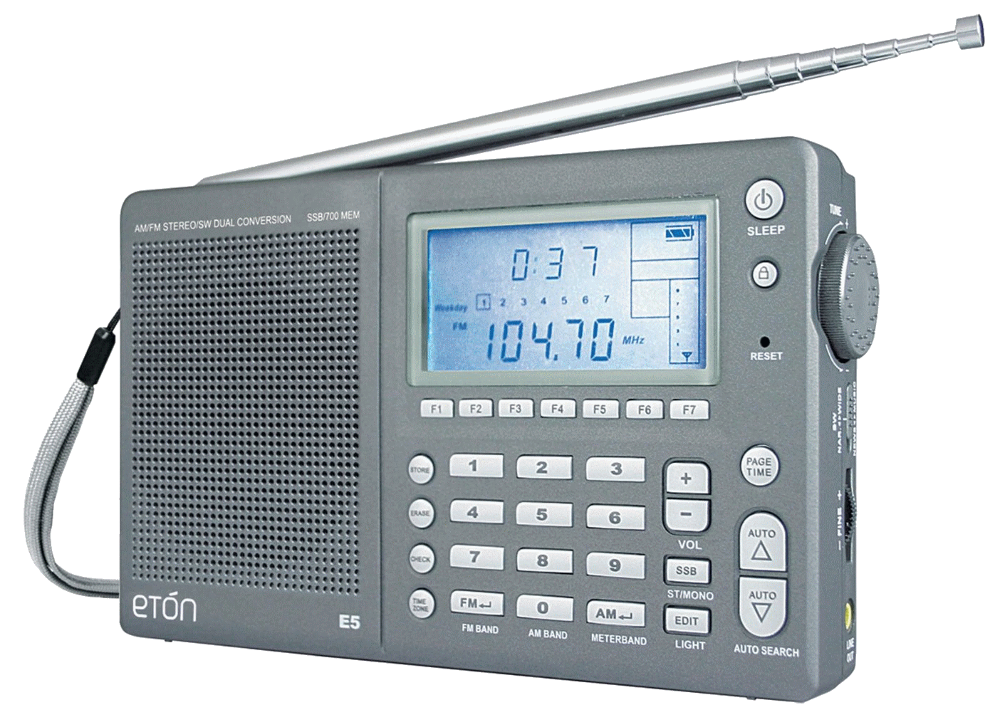 AM/FM STEREO/SW DUAL CONVERSION SSB/700 MEM
SLEEP
TUNE
- +
0:37
Weekday 1 2 3 4 5 6 7
FM 104.70 MHz
RESET
F1 F2 F3 F4 F5 F6 F7
SW
NAR.◄►WIDE
NEWS◄►MUSIC
STORE 1 2 3 +
PAGE
TIME
ERASE 4 5 6 -
VOL
- FINE +
CHECK 7 8 9 SSB
ST/MONO
AUTO
AUTO
TIME
ZONE
FM↵ 0 AM↵ EDIT
FM BAND AM BAND METERBAND LIGHT
AUTO SEARCH
LINE
OUT
etón
E5